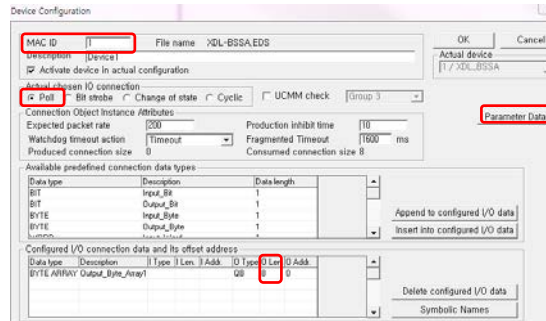 Device Configuration
MAC ID 1 File name XDL-BSSA,EDS
Description Device1
Activate device in actual configuration
OK Cancel
Actual device
1 / XDL_BSSA
Actual chosen IO connection
Poll Bit strobe Change of state Cyclic UCMM check Group 3
Parameter Data
Connection Object Instance Attributes
Expected packet rate 200 Production inhibit time 10
Watchdog timeout action Timeout Fragmented Timeout 1600 ms
Produced connection size 0 Consumed connection size 8
Available predefined connection data types
Data type Description Data length
BIT Input_Bit 1
BIT Output_Bit 1
BYTE Input_Byte 1
BYTE Output_Byte 1
Append to configured I/O data
Insert into configured I/O data
Configured I/O connection data and its offset address
Data type Description I Type I Len. I Addr. O Type O Len. O Addr.
BYTE ARRAY Output_Byte_Array1 QB 8 0
Delete configured I/O data
Symbolic Names